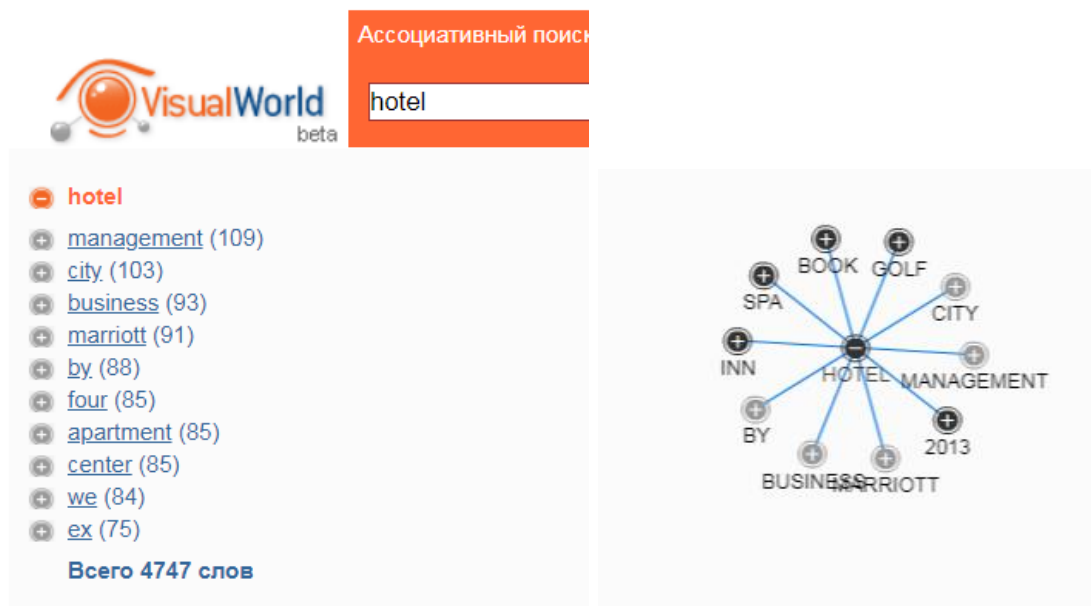 Ассоциативный поиск
VisualWorld
beta
hotel
hotel
management (109)
city (103)
business (93)
marriott (91)
by (88)
four (85)
apartment (85)
center (85)
we (84)
ex (75)
Всего 4747 слов
BOOK
GOLF
SPA
CITY
INN
HOTEL
MANAGEMENT
BY
2013
BUSINESS
MARRIOTT